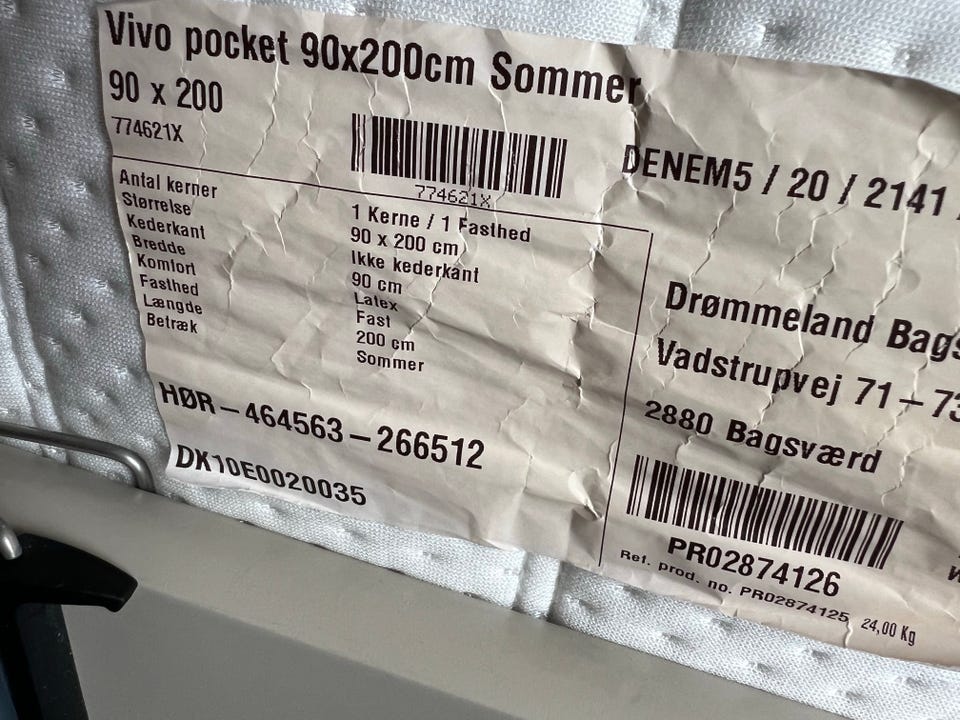 Vivo pocket 90x200cm Sommer
90 x 200
774621X
774621X
DENEM5 / 20 / 2141
Antal kerner 1 Kerne / 1 Fasthed
Størrelse 90 x 200 cm
Kederkant Ikke kederkant
Bredde 90 cm
Komfort Latex
Fasthed Fast
Længde 200 cm
Betræk Sommer
HØR-464563-266512
DK10E0020035
Drømmeland Bags
Vadstrupvej 71-73
2880 Bagsværd
PR02874126
Ref. prod. no. PR02874125 24,00 Kg